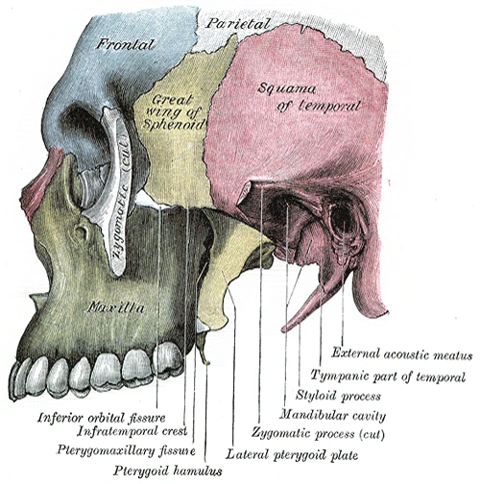 Parietal
Frontal
Squama
of temporal
Great
wing of
Sphenoid
Zygomatic (cut)
Maxilla
External acoustic meatus
Tympanic part of temporal
Styloid process
Mandibular cavity
Zygomatic process (cut)
Lateral pterygoid plate
Inferior orbital fissure
Infratemporal crest
Pterygomaxillary fissure
Pterygoid hamulus